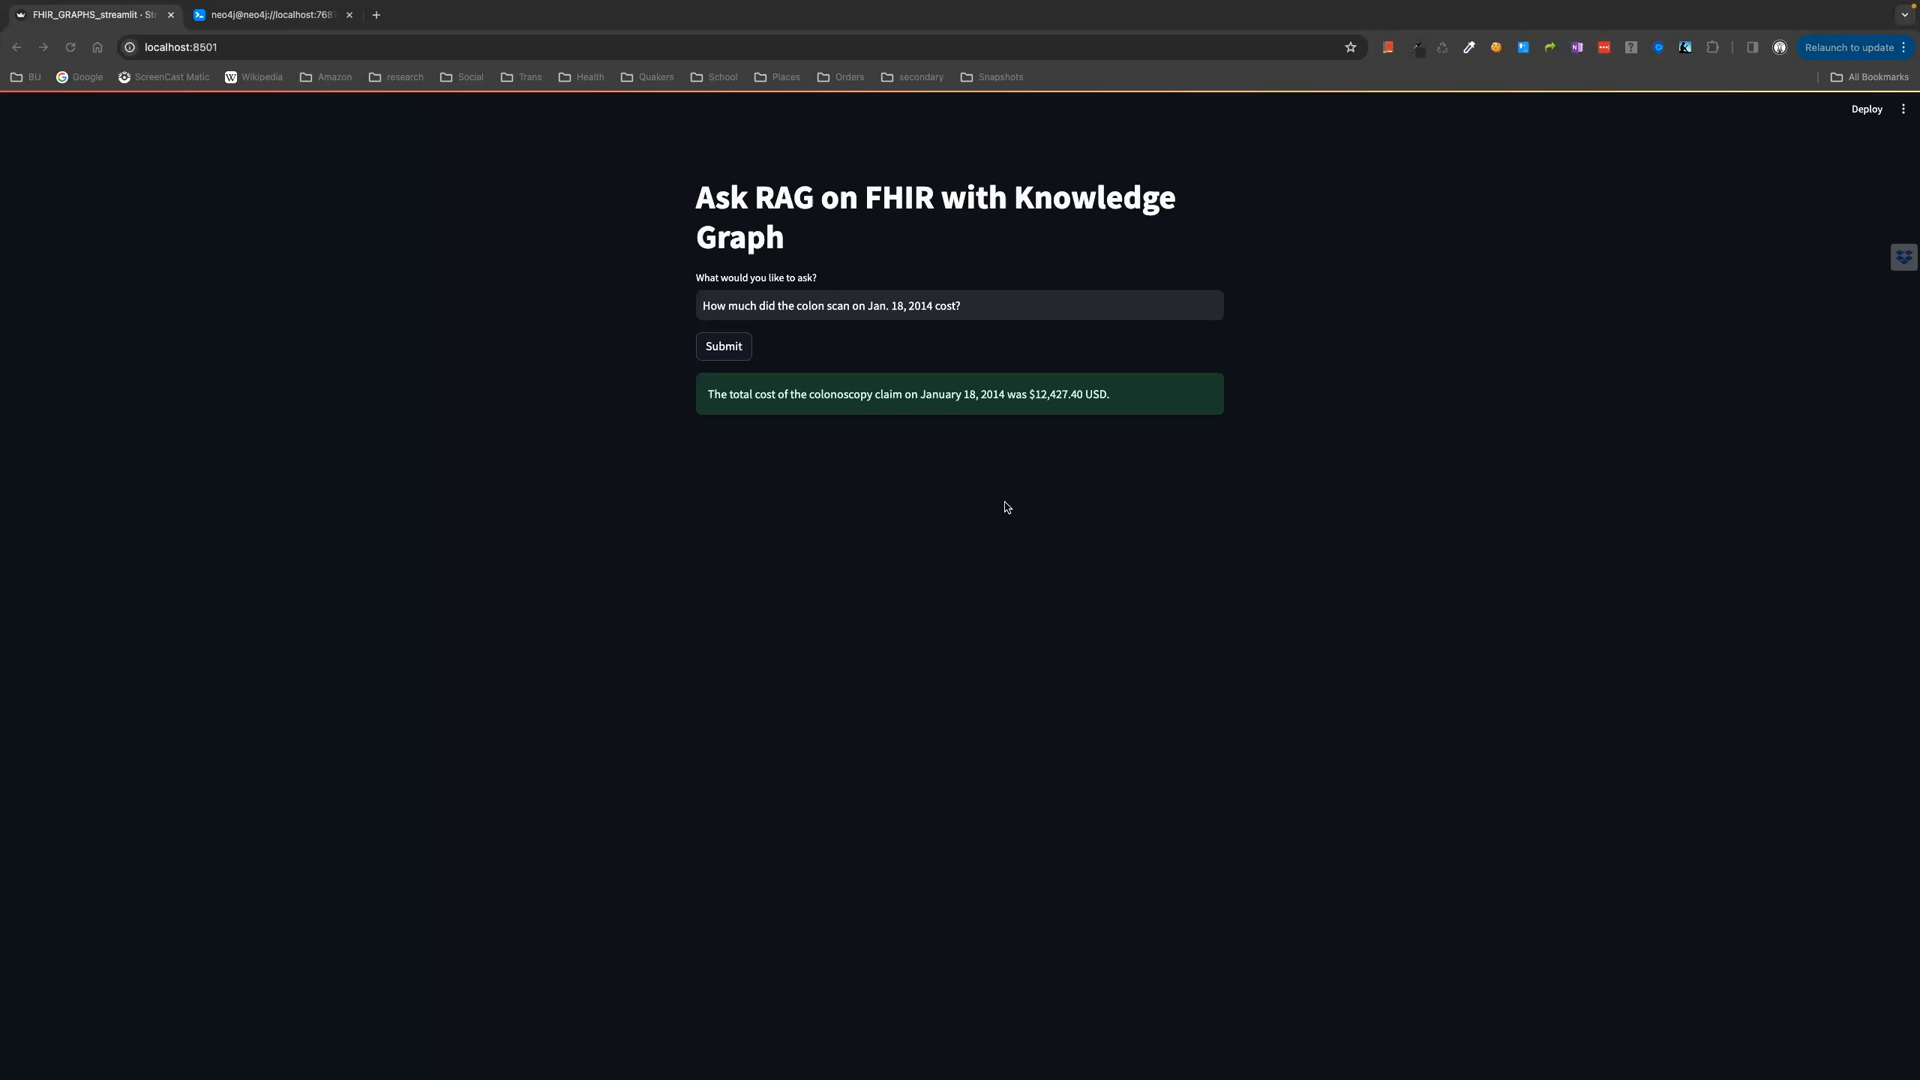 FHIR_GRAPHS_streamlit · St
neo4j@neo4j://localhost:768
localhost:8501
Relaunch to update
BU
Google
ScreenCast Matic
Wikipedia
Amazon
research
Social
Trans
Health
Quakers
School
Places
Orders
secondary
Snapshots
All Bookmarks
Deploy
Ask RAG on FHIR with Knowledge
Graph
What would you like to ask?
How much did the colon scan on Jan. 18, 2014 cost?
Submit
The total cost of the colonoscopy claim on January 18, 2014 was $12,427.40 USD.